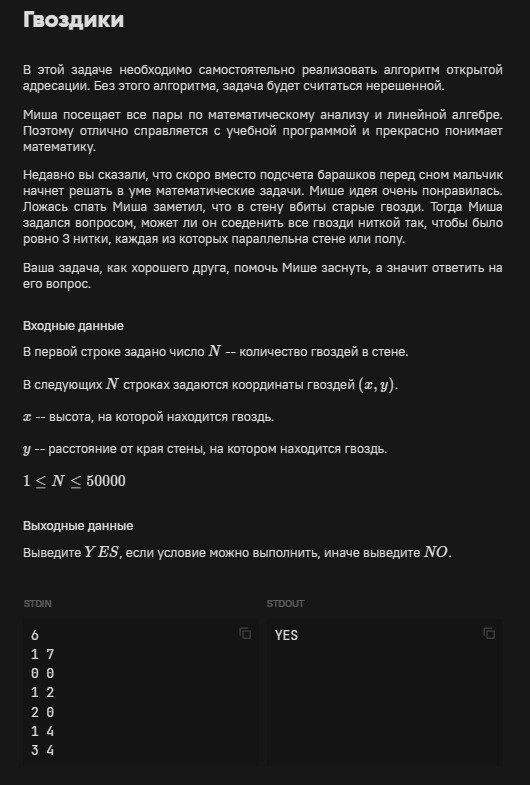 Гвоздики
В этой задаче необходимо самостоятельно реализовать алгоритм открытой
адресации. Без этого алгоритма, задача будет считаться нерешенной.
Миша посещает все пары по математическому анализу и линейной алгебре.
Поэтому отлично справляется с учебной программой и прекрасно понимает
математику.
Недавно вы сказали, что скоро вместо подсчета барашков перед сном мальчик
начнет решать в уме математические задачи. Мише идея очень понравилась.
Ложась спать Миша заметил, что в стену вбиты старые гвозди. Тогда Миша
задался вопросом, может ли он соеденить все гвозди ниткой так, чтобы было
ровно 3 нитки, каждая из которых параллельна стене или полу.
Ваша задача, как хорошего друга, помочь Мише заснуть, а значит ответить на
его вопрос.
Входные данные
В первой строке задано число N -- количество гвоздей в стене.
В следующих N строках задаются координаты гвоздей (x, y).
x -- высота, на которой находится гвоздь.
y -- расстояние от края стены, на котором находится гвоздь.
1 ≤ N ≤ 50000
Выходные данные
Выведите YES, если условие можно выполнить, иначе выведите NO.
STDIN
6
1 7
0 0
1 2
2 0
1 4
3 4
STDOUT
YES